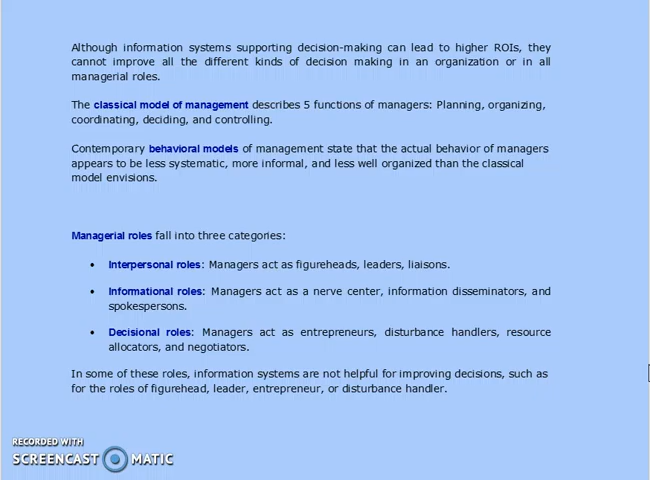 Although information systems supporting decision-making can lead to higher ROIs, they
cannot improve all the different kinds of decision making in an organization or in all
managerial roles.
The classical model of management describes 5 functions of managers: Planning, organizing,
coordinating, deciding, and controlling.
Contemporary behavioral models of management state that the actual behavior of managers
appears to be less systematic, more informal, and less well organized than the classical
model envisions.
Managerial roles fall into three categories:
• Interpersonal roles: Managers act as figureheads, leaders, liaisons.
• Informational roles: Managers act as a nerve center, information disseminators, and
spokespersons.
• Decisional roles: Managers act as entrepreneurs, disturbance handlers, resource
allocators, and negotiators.
In some of these roles, information systems are not helpful for improving decisions, such as
for the roles of figurehead, leader, entrepreneur, or disturbance handler.
RECORDED WITH
SCREENCAST MATIC